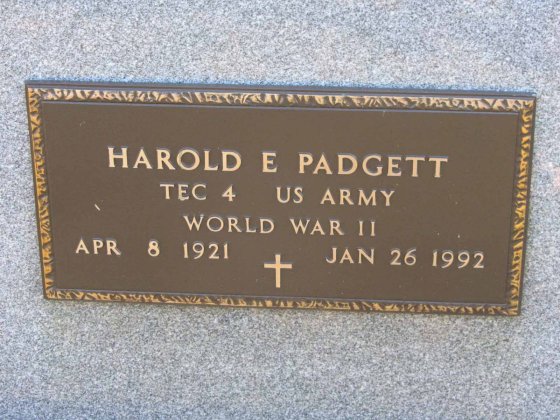 HAROLD E PADGETT
TEC 4 US ARMY
WORLD WAR II
APR 8 1921 JAN 26 1992